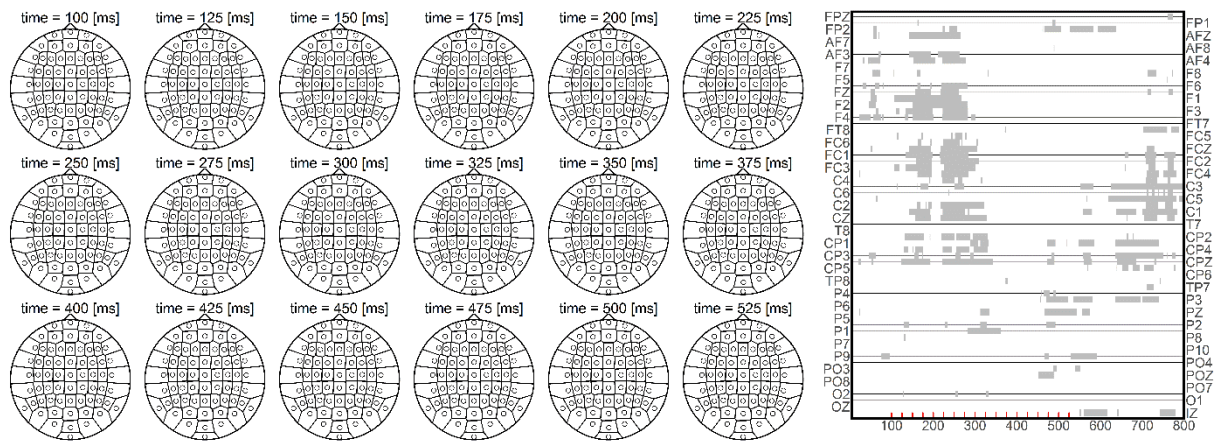 time = 100 [ms] time = 125 [ms] time = 150 [ms] time = 175 [ms] time = 200 [ms] time = 225 [ms]
time = 250 [ms] time = 275 [ms] time = 300 [ms] time = 325 [ms] time = 350 [ms] time = 375 [ms]
time = 400 [ms] time = 425 [ms] time = 450 [ms] time = 475 [ms] time = 500 [ms] time = 525 [ms]
FPZ
FP1
FP2
AFZ
AF7
AF8
AF3
AF4
F7
F8
F5
F6
FZ
F1
F2
F3
F4
FT7
FT8
FC5
FC6
FCZ
FC1
FC2
FC3
FC4
C4
C3
C6
C5
C2
C1
CZ
T7
T8
CP2
CP1
CP4
CP3
CPZ
CP5
CP6
TP8
TP7
P4
P3
P6
PZ
P5
P2
P1
P8
P7
P10
P9
PO4
PO3
POZ
PO8
PO7
O2
O1
OZ
IZ
100 200 300 400 500 600 700 800